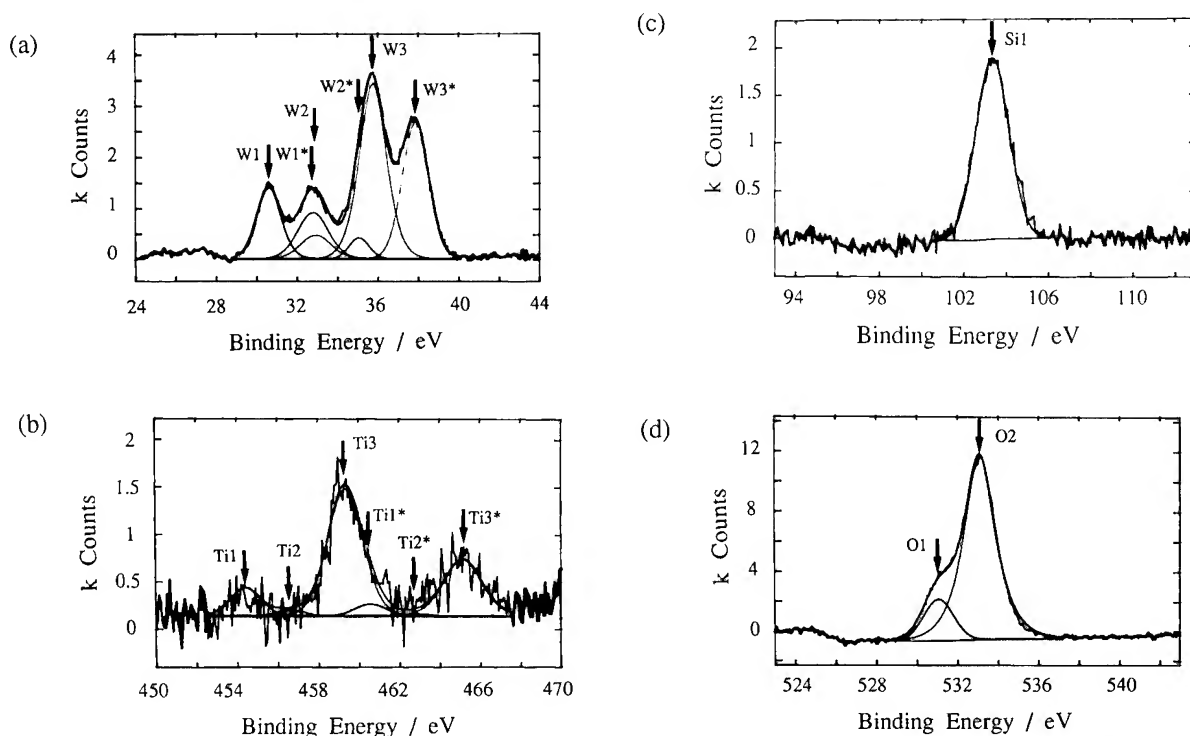 (a)
4
3
2
1
0
k Counts
W1
W1*
W2
W2*
W3
W3*
24 28 32 36 40 44
Binding Energy / eV
(c)
2
1.5
1
0.5
0
k Counts
Si1
94 98 102 106 110
Binding Energy / eV
(b)
2
1.5
1
0.5
0
k Counts
Ti1
Ti2
Ti3
Ti1*
Ti2*
Ti3*
450 454 458 462 466 470
Binding Energy / eV
(d)
12
8
4
0
k Counts
O1
O2
524 528 532 536 540
Binding Energy / eV